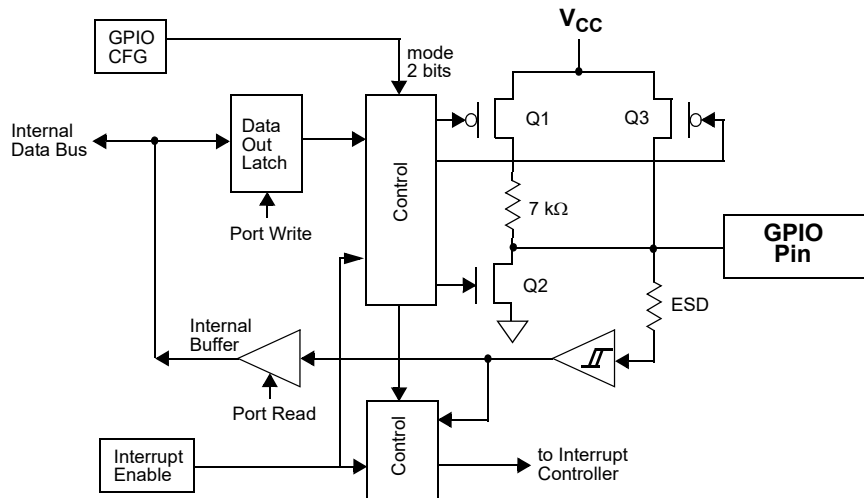 GPIO
CFG
mode
2 bits
VCC
Internal
Data Bus
Data
Out
Latch
Control
Q1
Q3
7 kΩ
Port Write
GPIO
Pin
Q2
ESD
Internal
Buffer
Port Read
Control
Interrupt
Enable
to Interrupt
Controller